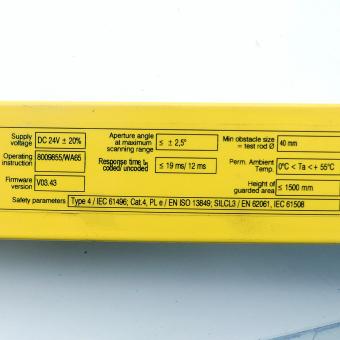 Supply voltage DC 24V ± 20%
Aperture angle at maximum scanning range ≤ ± 2,5°
Min obstacle size = test rod Ø 40 mm
Operating instruction 8009855/WA65
Response time tR coded/ uncoded ≤ 19 ms/ 12 ms
Perm. Ambient Temp. 0°C < Ta < + 55°C
Firmware version V03.43
Height of guarded area ≤ 1500 mm
Safety parameters Type 4 / IEC 61496; Cat.4, PL e / EN ISO 13849; SILCL3 / EN 62061, IEC 61508